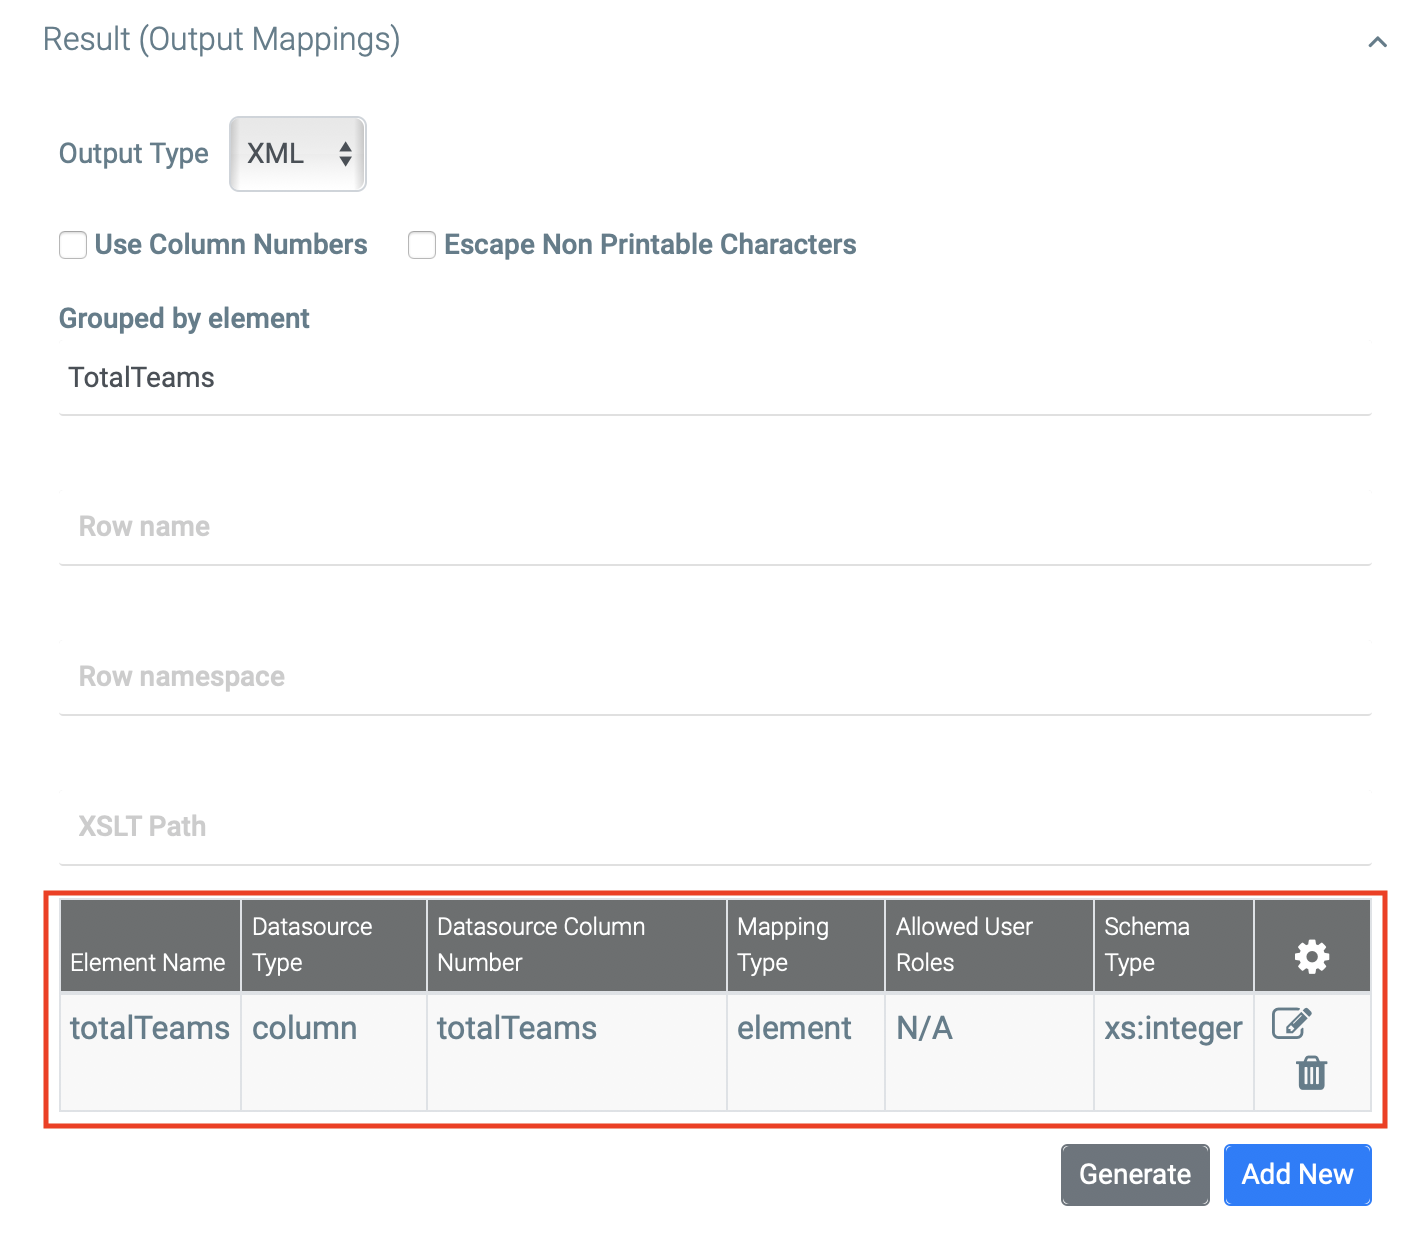 Result (Output Mappings)
Output Type XML
Use Column Numbers Escape Non Printable Characters
Grouped by element
TotalTeams
Row name
Row namespace
XSLT Path
Element Name Datasource Type Datasource Column Number Mapping Type Allowed User Roles Schema Type
totalTeams column totalTeams element N/A xs:integer
Generate Add New